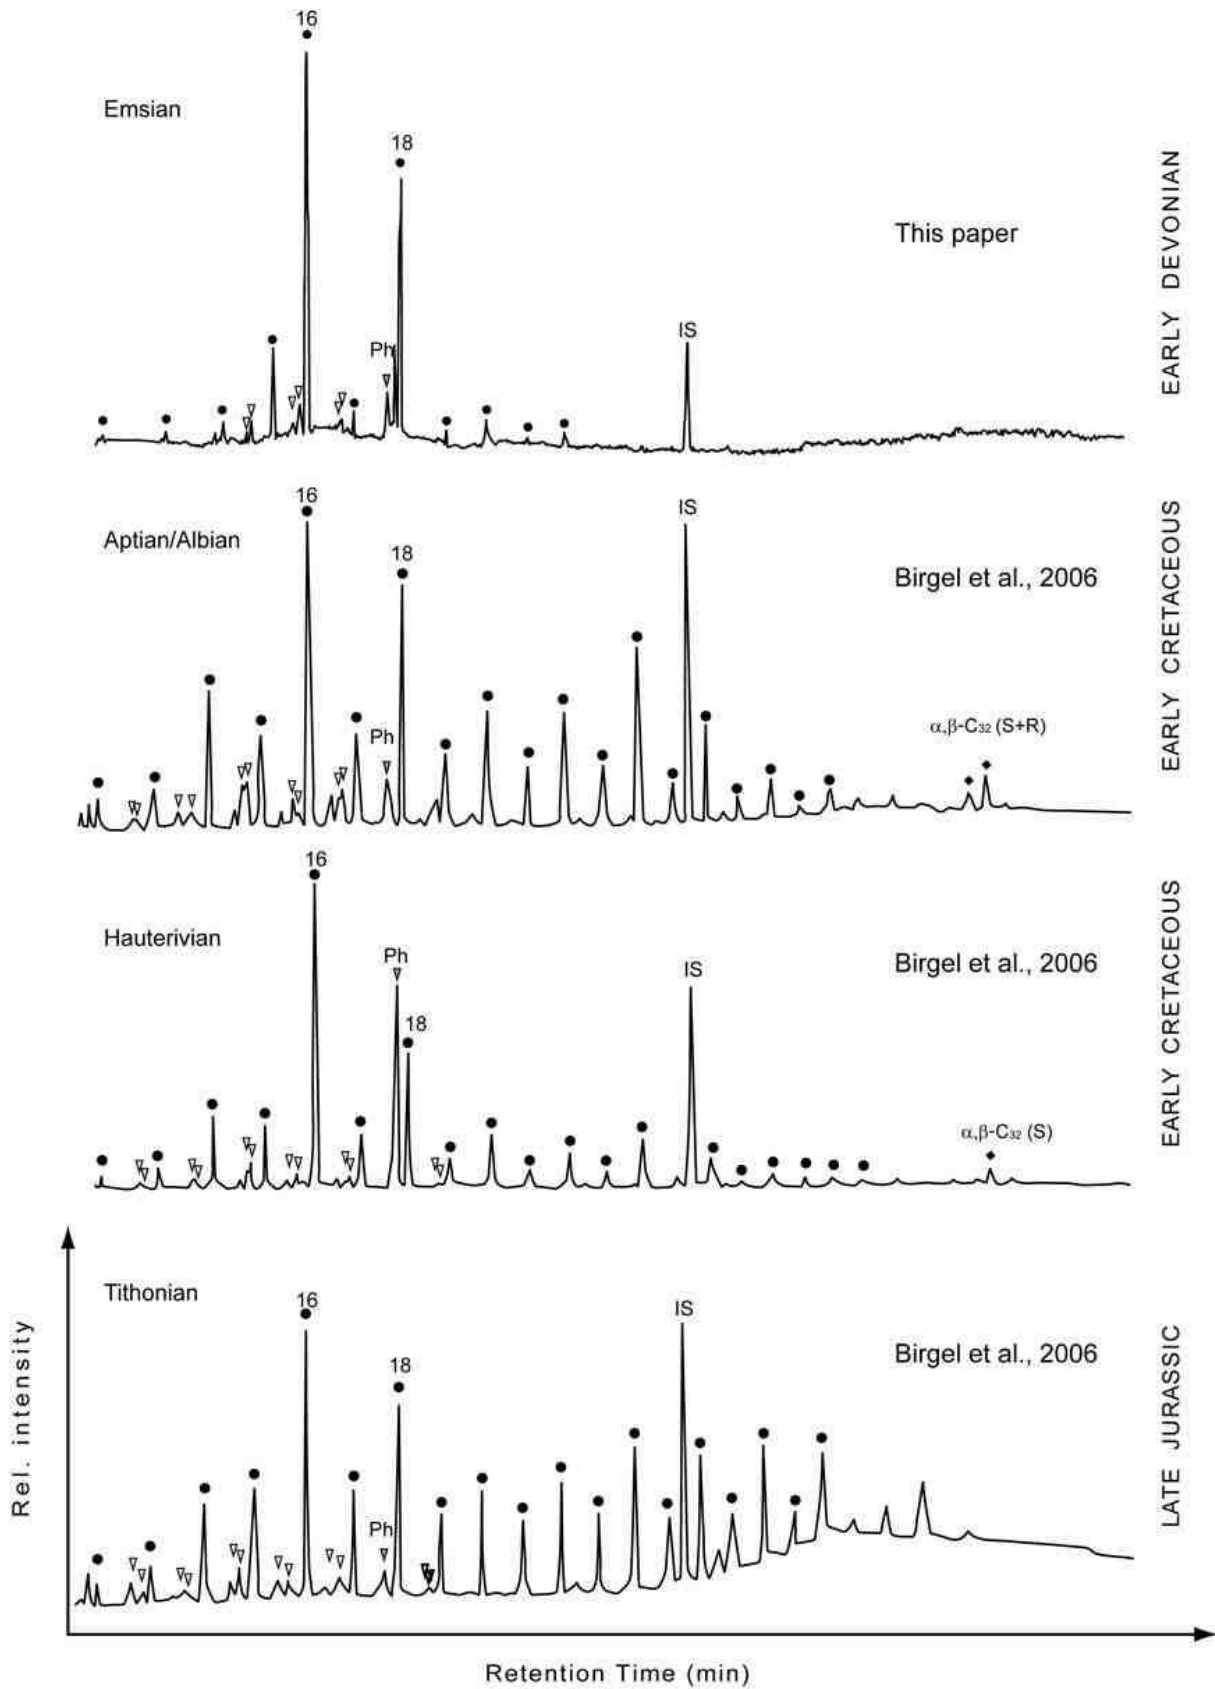 16
Emsian
18
This paper
Ph
IS
EARLY DEVONIAN
16
IS
Aptian/Albian
18
Birgel et al., 2006
Ph
α,β-C32 (S+R)
EARLY CRETACEOUS
16
Hauterivian
Ph
IS
Birgel et al., 2006
18
α,β-C32 (S)
EARLY CRETACEOUS
Tithonian
16
IS
18
Birgel et al., 2006
Ph
LATE JURASSIC
Rel. intensity
Retention Time (min)